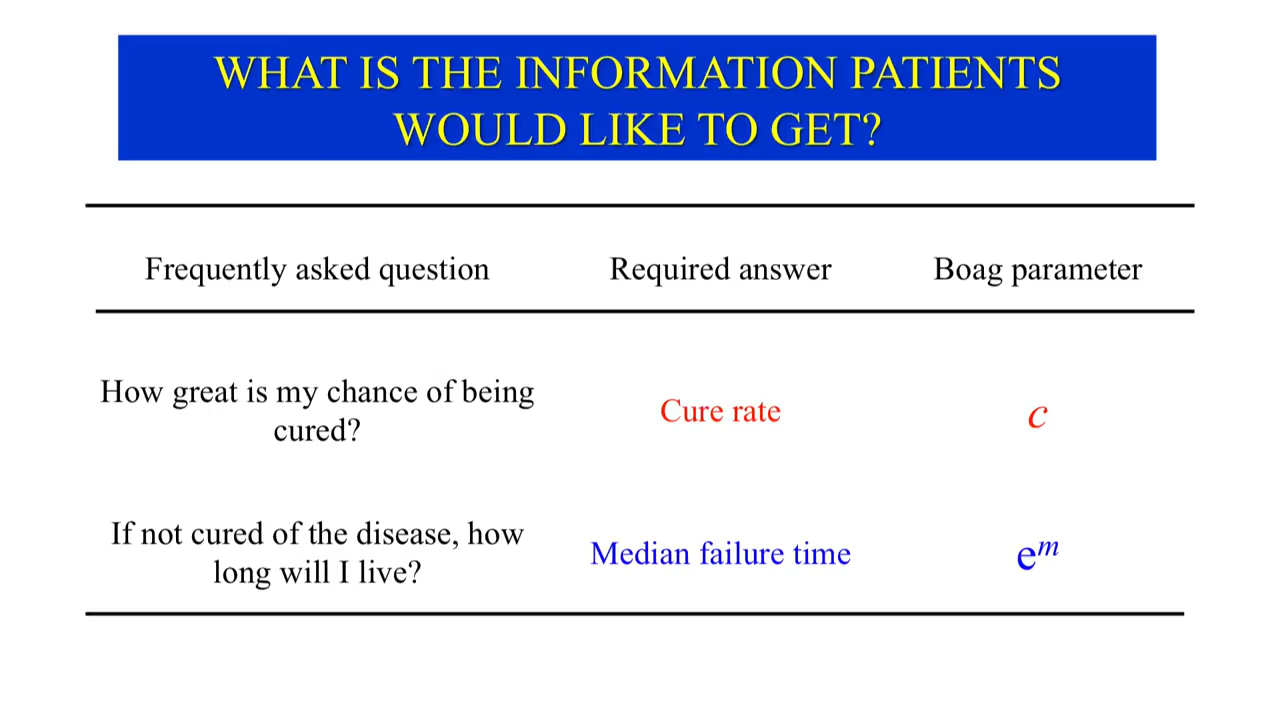 WHAT IS THE INFORMATION PATIENTS
WOULD LIKE TO GET?
Frequently asked question Required answer Boag parameter
How great is my chance of being
cured?
Cure rate
c
If not cured of the disease, how
long will I live?
Median failure time
eᵐ